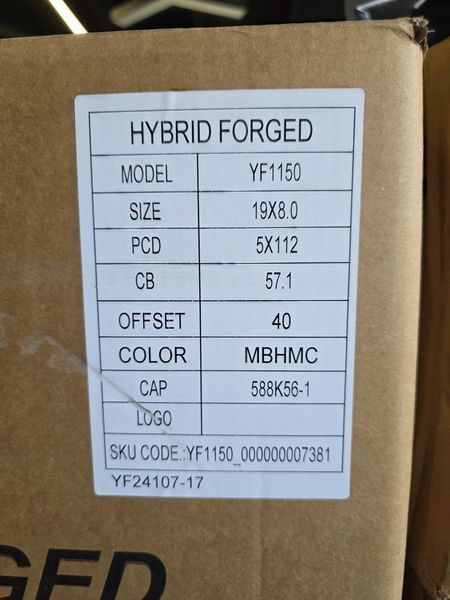 HYBRID FORGED
MODEL YF1150
SIZE 19X8.0
PCD 5X112
CB 57.1
OFFSET 40
COLOR MBHMC
CAP 588K56-1
LOGO
SKU CODE.:YF1150_000000007381
YF24107-17
GED